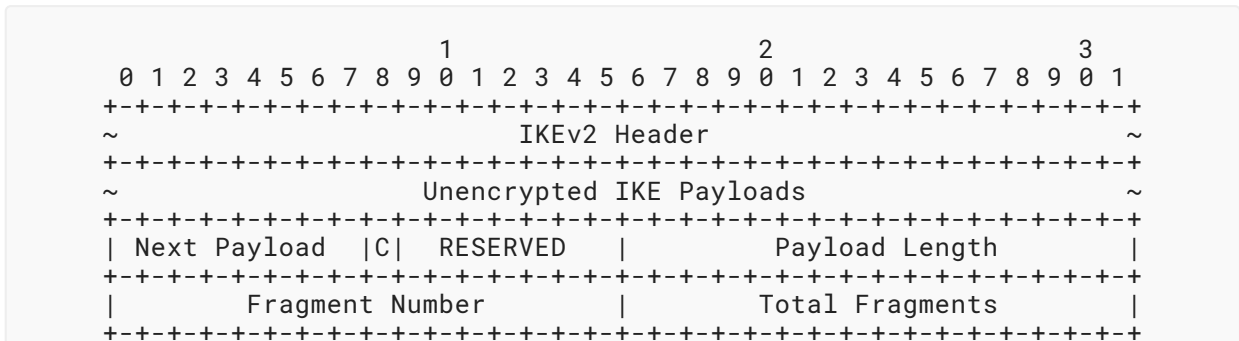 1                   2                   3
 0 1 2 3 4 5 6 7 8 9 0 1 2 3 4 5 6 7 8 9 0 1 2 3 4 5 6 7 8 9 0 1
+-+-+-+-+-+-+-+-+-+-+-+-+-+-+-+-+-+-+-+-+-+-+-+-+-+-+-+-+-+-+-+-+
~                         IKEv2 Header                          ~
+-+-+-+-+-+-+-+-+-+-+-+-+-+-+-+-+-+-+-+-+-+-+-+-+-+-+-+-+-+-+-+-+
~                   Unencrypted IKE Payloads                    ~
+-+-+-+-+-+-+-+-+-+-+-+-+-+-+-+-+-+-+-+-+-+-+-+-+-+-+-+-+-+-+-+-+
| Next Payload  |C|  RESERVED   |         Payload Length        |
+-+-+-+-+-+-+-+-+-+-+-+-+-+-+-+-+-+-+-+-+-+-+-+-+-+-+-+-+-+-+-+-+
|        Fragment Number        |        Total Fragments        |
+-+-+-+-+-+-+-+-+-+-+-+-+-+-+-+-+-+-+-+-+-+-+-+-+-+-+-+-+-+-+-+-+